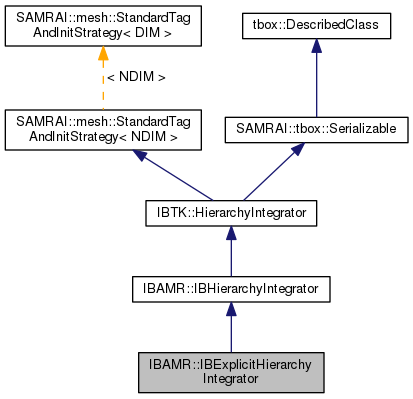 SAMRAI::mesh::StandardTag
AndInitStrategy< DIM >
tbox::DescribedClass
< NDIM >
SAMRAI::mesh::StandardTag
AndInitStrategy< NDIM >
SAMRAI::tbox::Serializable
IBTK::HierarchyIntegrator
IBAMR::IBHierarchyIntegrator
IBAMR::IBExplicitHierarchy
Integrator